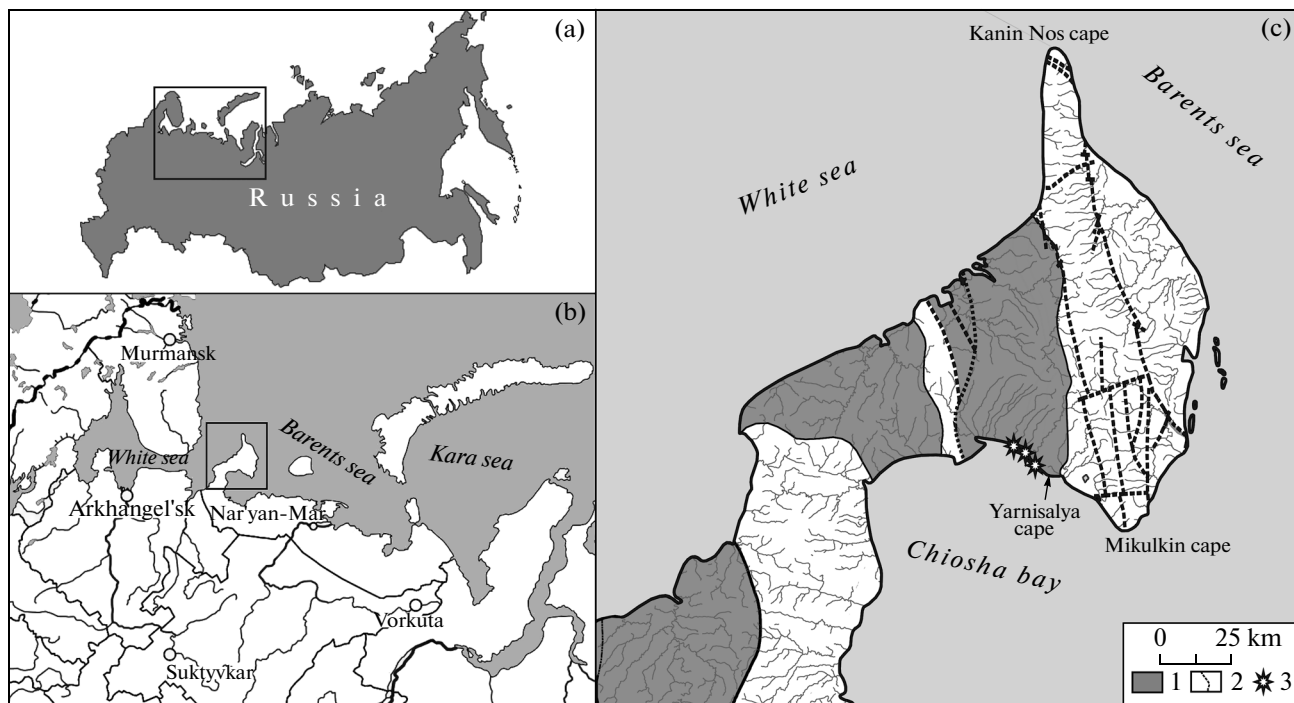 (a)
Russia
(b)
Murmansk
White sea
Barents sea
Kara sea
Arkhangel'sk
Nar'yan-Mar
Vorkuta
Suktyvkar
(c)
Kanin Nos cape
Barents sea
White sea
Yarnisalya
cape
Mikulkin cape
Chiosha bay
0 25 km
1 2 3